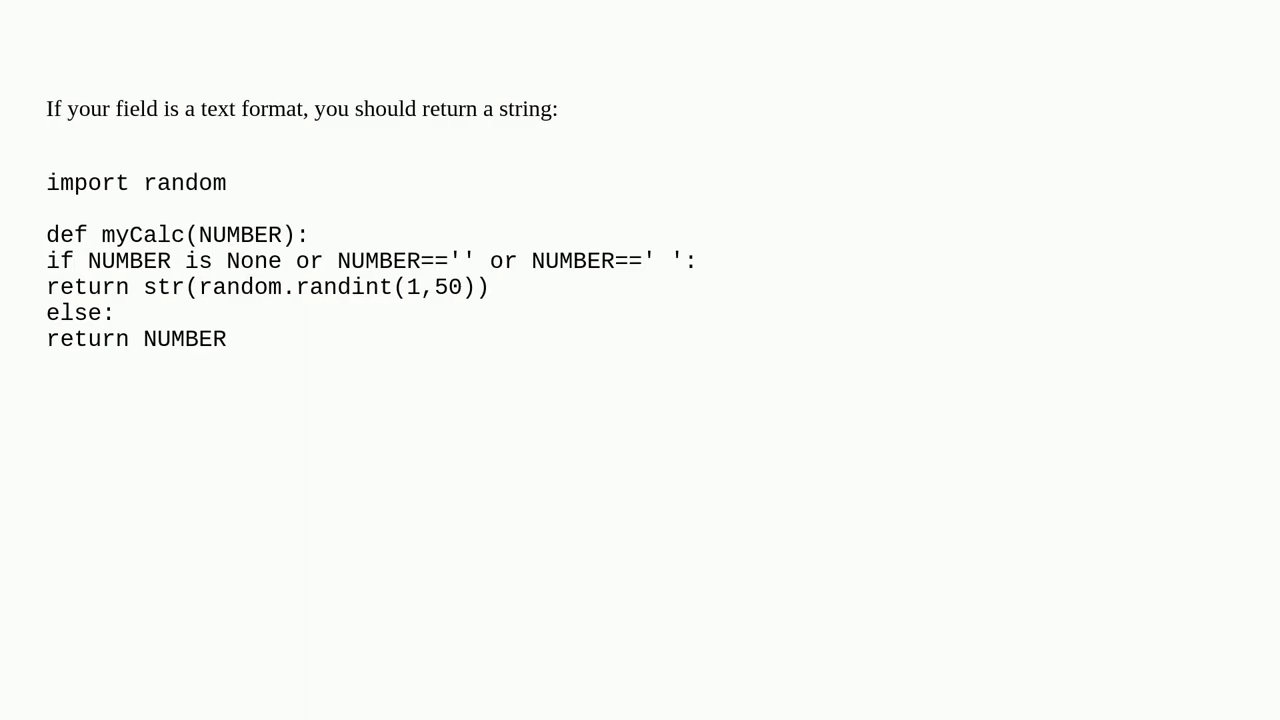 If your field is a text format, you should return a string:
import random
def myCalc(NUMBER):
if NUMBER is None or NUMBER=='' or NUMBER==' ':
return str(random.randint(1,50))
else:
return NUMBER